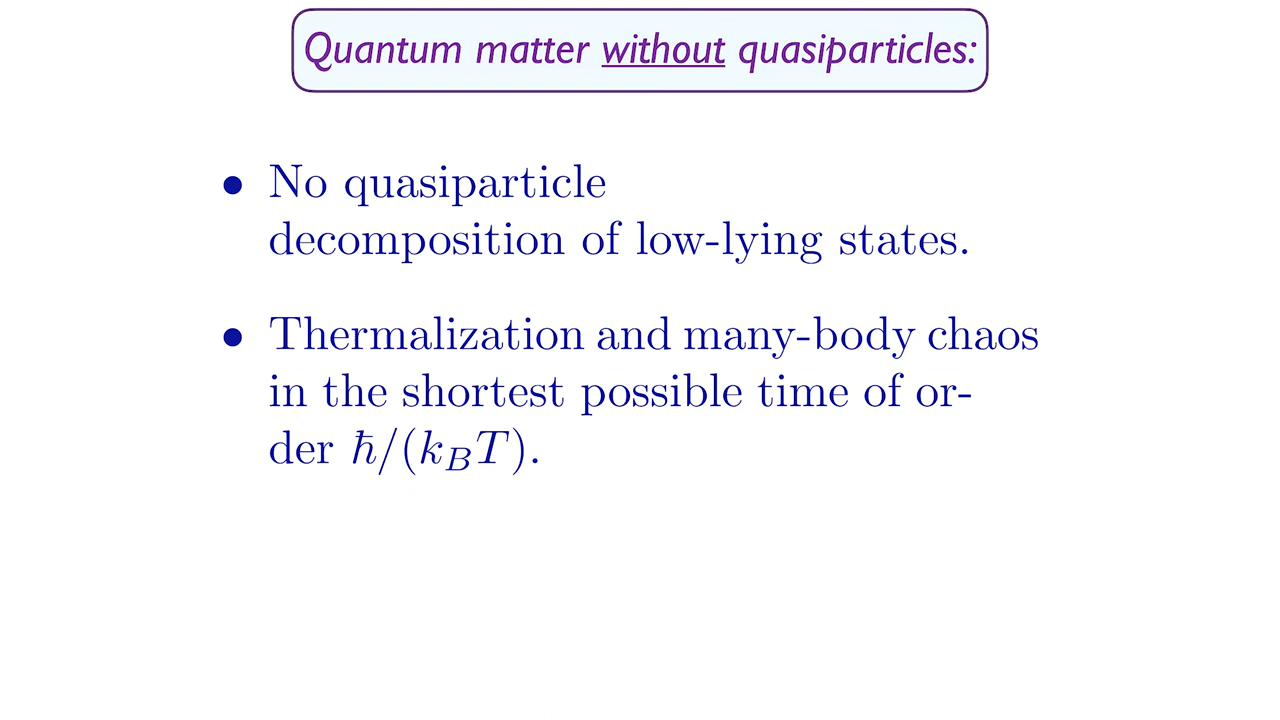 Quantum matter without quasiparticles:
• No quasiparticle
decomposition of low-lying states.
• Thermalization and many-body chaos
in the shortest possible time of or-
der ℏ/(k_B T).